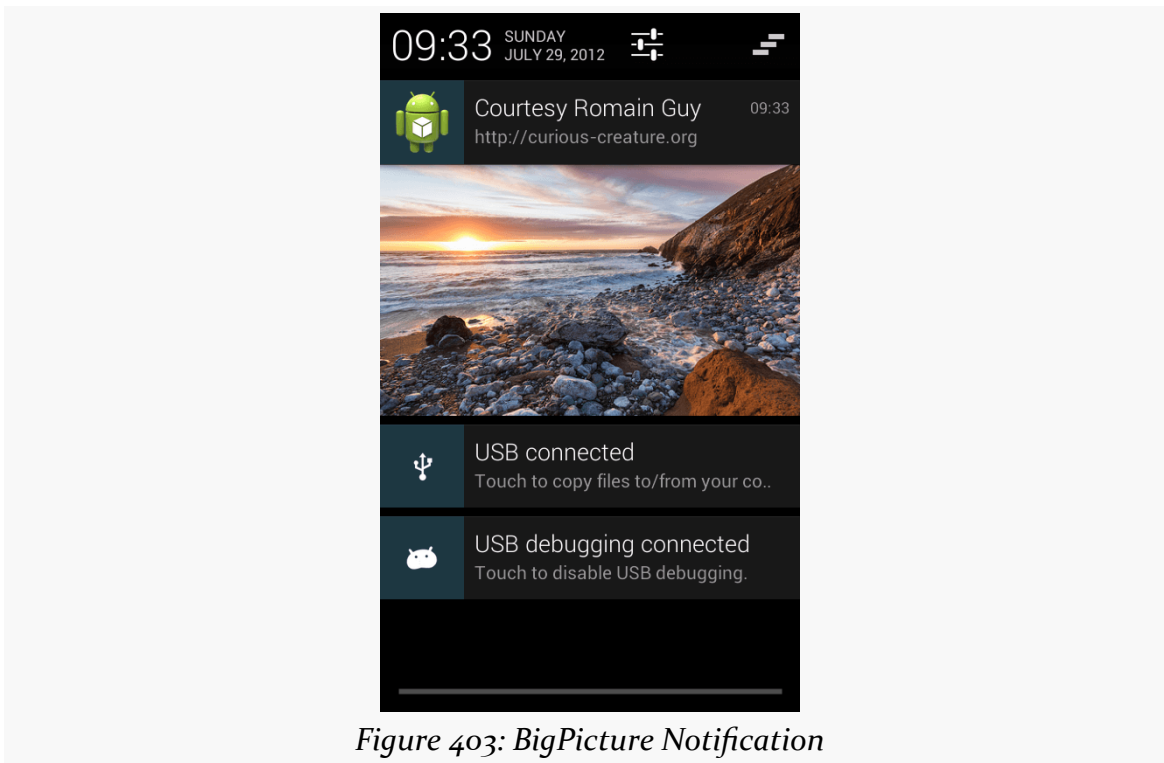 09:33
SUNDAY
JULY 29, 2012
Courtesy Romain Guy
09:33
http://curious-creature.org
USB connected
Touch to copy files to/from your co..
USB debugging connected
Touch to disable USB debugging.
Figure 403: BigPicture Notification